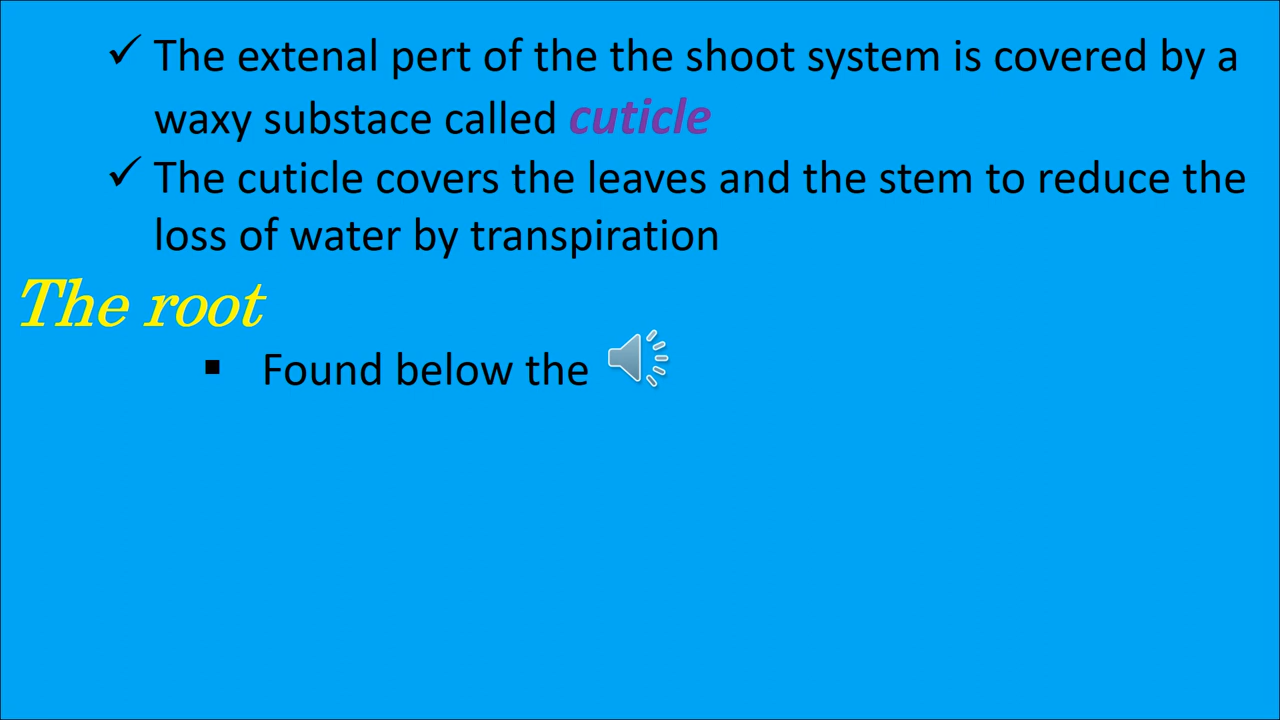 ✓ The extenal pert of the the shoot system is covered by a
waxy substace called cuticle
✓ The cuticle covers the leaves and the stem to reduce the
loss of water by transpiration
The root
▪ Found below the